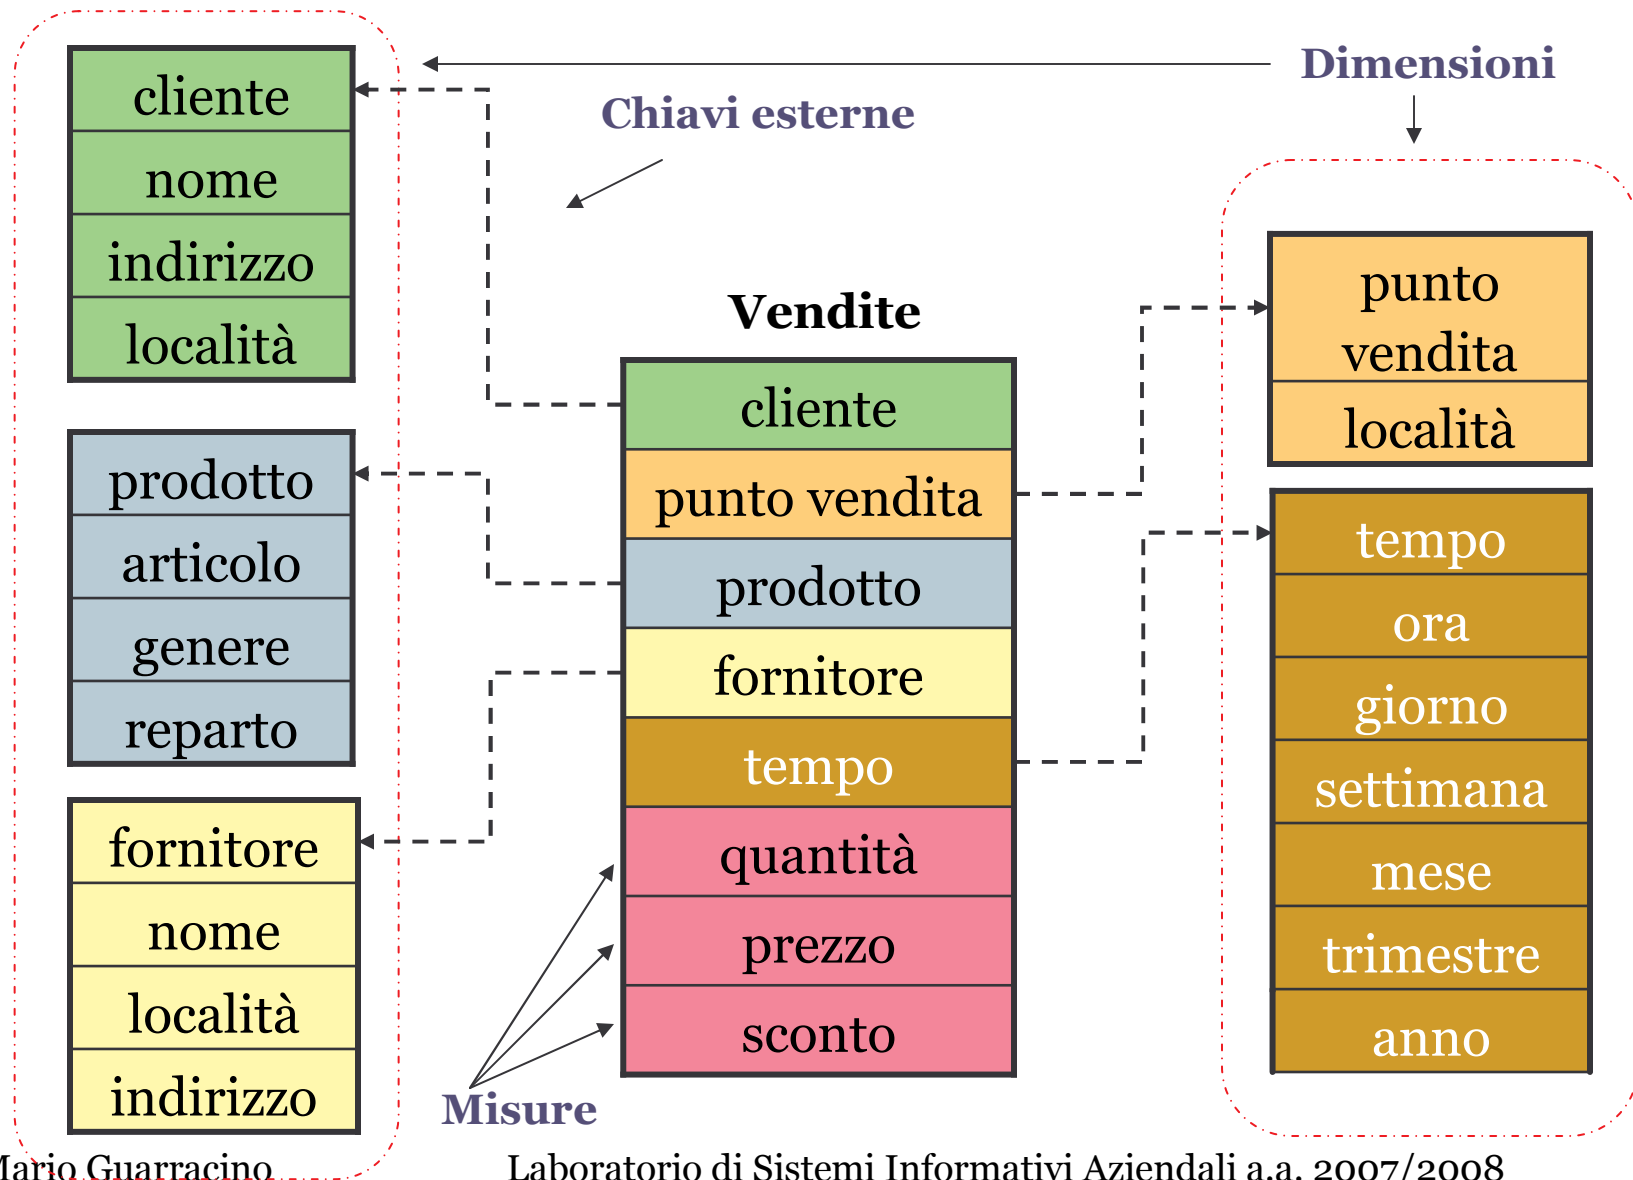 Dimensioni
Chiavi esterne
cliente
nome
indirizzo
località
prodotto
articolo
genere
reparto
fornitore
nome
località
indirizzo
Vendite
cliente
punto vendita
prodotto
fornitore
tempo
quantità
prezzo
sconto
Misure
punto
vendita
località
tempo
ora
giorno
settimana
mese
trimestre
anno
Mario Guarracino
Laboratorio di Sistemi Informativi Aziendali a.a. 2007/2008